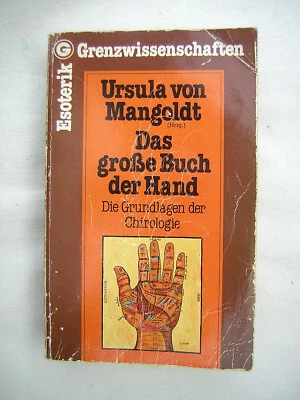 Esoterik
G Grenzwissenschaften
Ursula von
Mangoldt
(Hrsg.)
Das
große Buch
der Hand
Die Grundlagen der
Chirologie